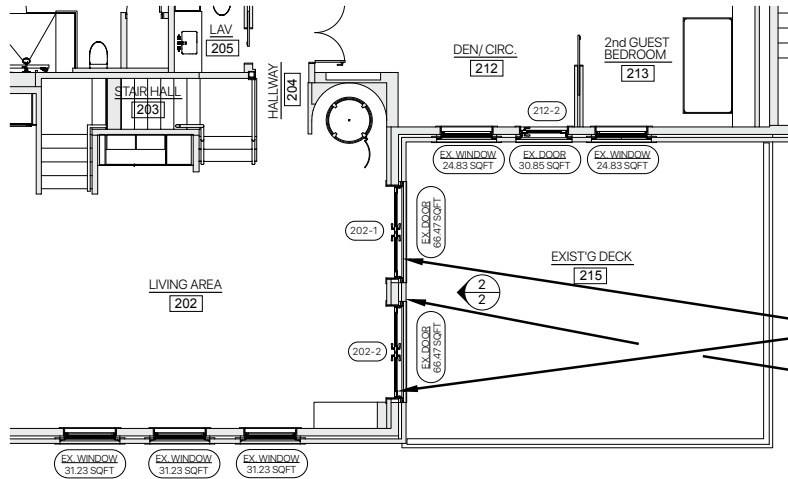 LAV
205
STAIR HALL
203
HALLWAY
204
DEN/ CIRC.
212
2nd GUEST
BEDROOM
213
212-2
EX. WINDOW
24.83 SQFT
EX. DOOR
30.85 SQFT
EX. WINDOW
24.83 SQFT
202-1
EX. DOOR
66.47 SQFT
EXIST'G DECK
215
LIVING AREA
202
2
2
202-2
EX. DOOR
66.47 SQFT
EX. WINDOW
31.23 SQFT
EX. WINDOW
31.23 SQFT
EX. WINDOW
31.23 SQFT